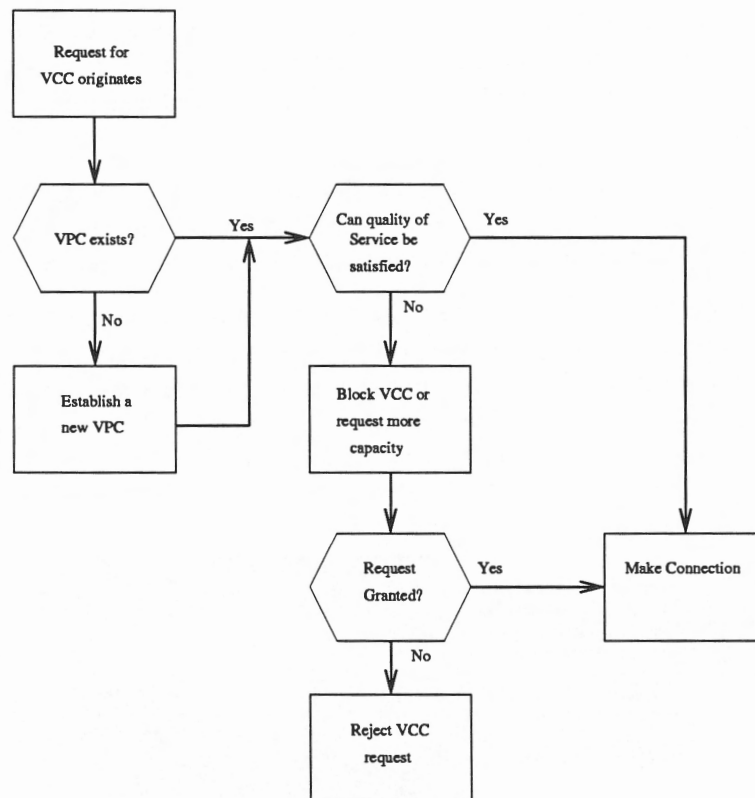 Request for
VCC originates
VPC exists?
Yes
Can quality of
Service be
satisfied?
Yes
No
No
Establish a
new VPC
Block VCC or
request more
capacity
Request
Granted?
Yes
Make Connection
No
Reject VCC
request